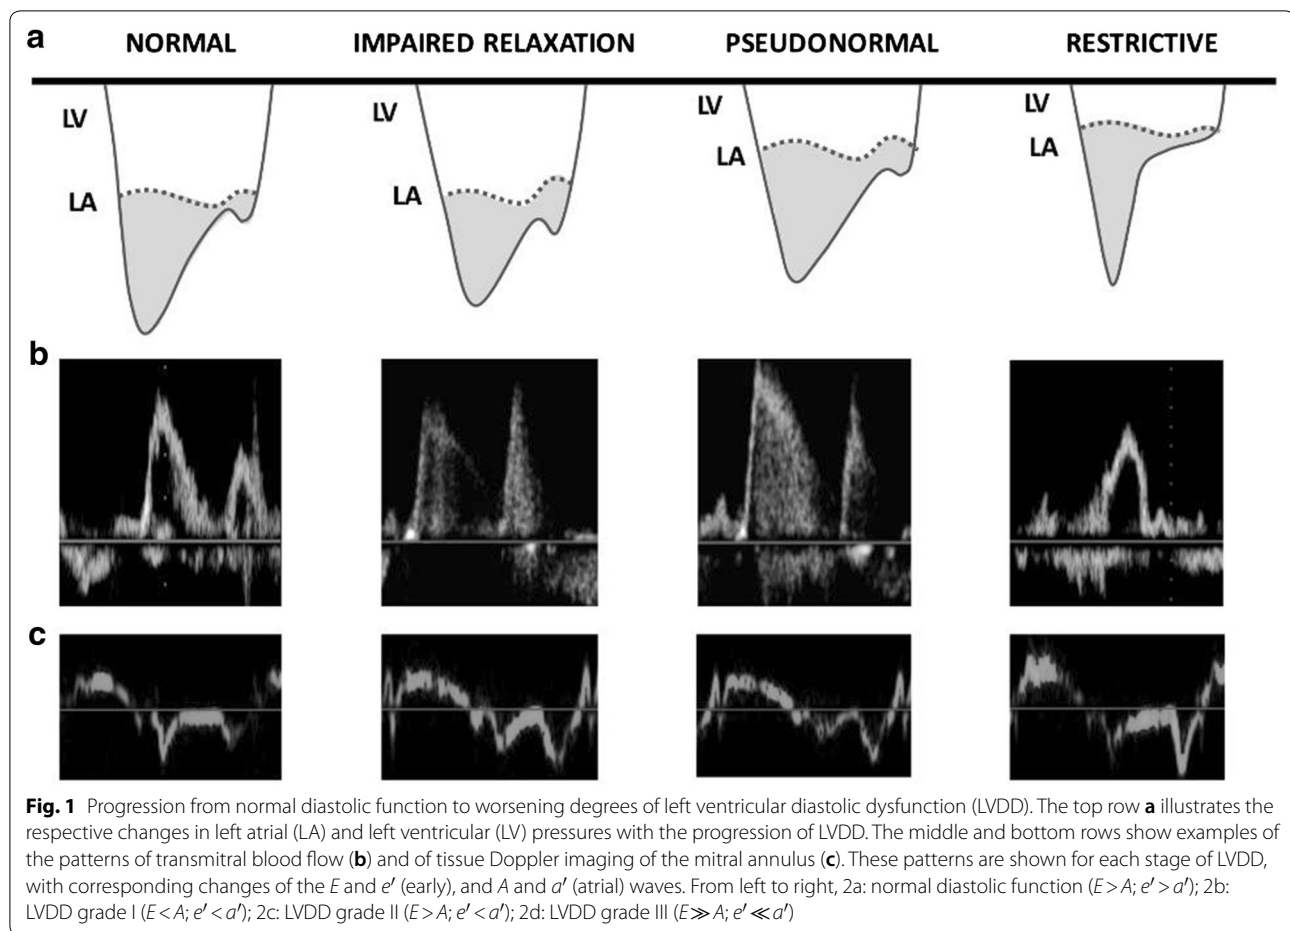 a
NORMAL IMPAIRED RELAXATION PSEUDONORMAL RESTRICTIVE
LV LV LV LV
LA LA LA LA
b
c
Fig. 1 Progression from normal diastolic function to worsening degrees of left ventricular diastolic dysfunction (LVDD). The top row a illustrates the
respective changes in left atrial (LA) and left ventricular (LV) pressures with the progression of LVDD. The middle and bottom rows show examples of
the patterns of transmitral blood flow (b) and of tissue Doppler imaging of the mitral annulus (c). These patterns are shown for each stage of LVDD,
with corresponding changes of the E and e′ (early), and A and a′ (atrial) waves. From left to right, 2a: normal diastolic function (E > A; e′ > a′); 2b:
LVDD grade I (E < A; e′ < a′); 2c: LVDD grade II (E > A; e′ < a′); 2d: LVDD grade III (E ≫ A; e′ ≪ a′)